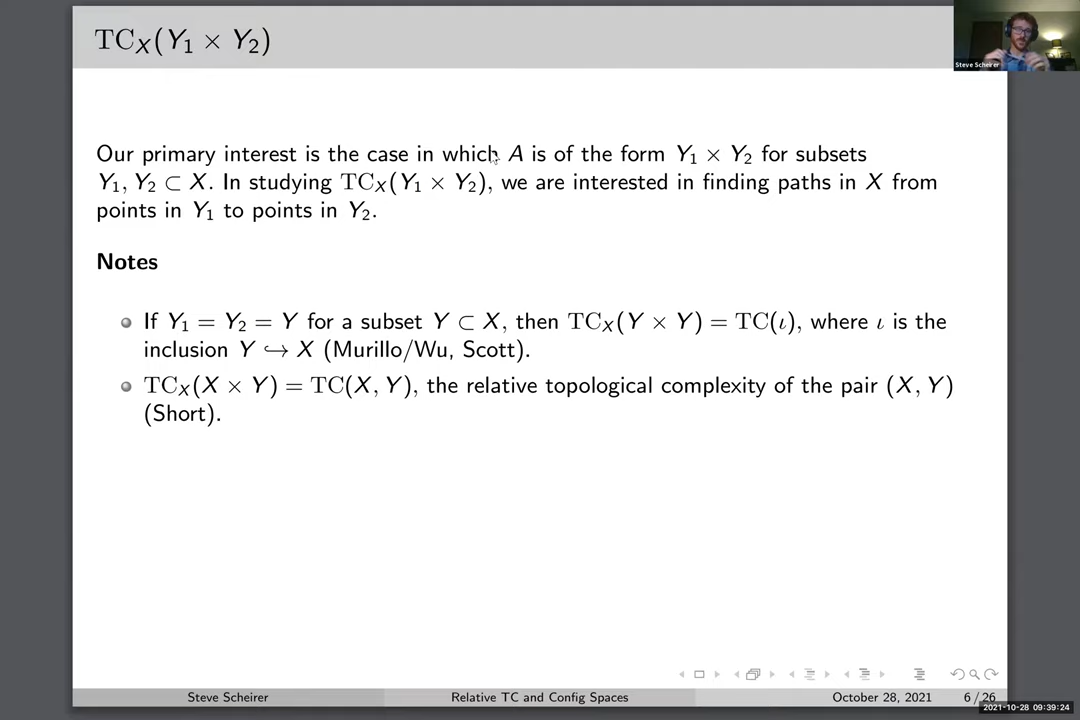 TC_X(Y_1 × Y_2)
Steve Scheirer
Our primary interest is the case in which A is of the form Y_1 × Y_2 for subsets
Y_1, Y_2 ⊂ X. In studying TC_X(Y_1 × Y_2), we are interested in finding paths in X from
points in Y_1 to points in Y_2.
Notes
If Y_1 = Y_2 = Y for a subset Y ⊂ X, then TC_X(Y × Y) = TC(ι), where ι is the
inclusion Y ↪ X (Murillo/Wu, Scott).
TC_X(X × Y) = TC(X, Y), the relative topological complexity of the pair (X, Y)
(Short).
Steve Scheirer Relative TC and Config Spaces October 28, 2021 6 / 26
2021-10-28 09:39:24